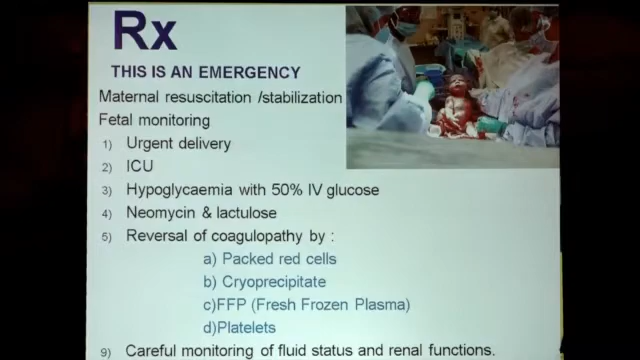 Rx
THIS IS AN EMERGENCY
Maternal resuscitation /stabilization
Fetal monitoring
1) Urgent delivery
2) ICU
3) Hypoglycaemia with 50% IV glucose
4) Neomycin & lactulose
5) Reversal of coagulopathy by :
a) Packed red cells
b) Cryoprecipitate
c)FFP (Fresh Frozen Plasma)
d)Platelets
9) Careful monitoring of fluid status and renal functions.